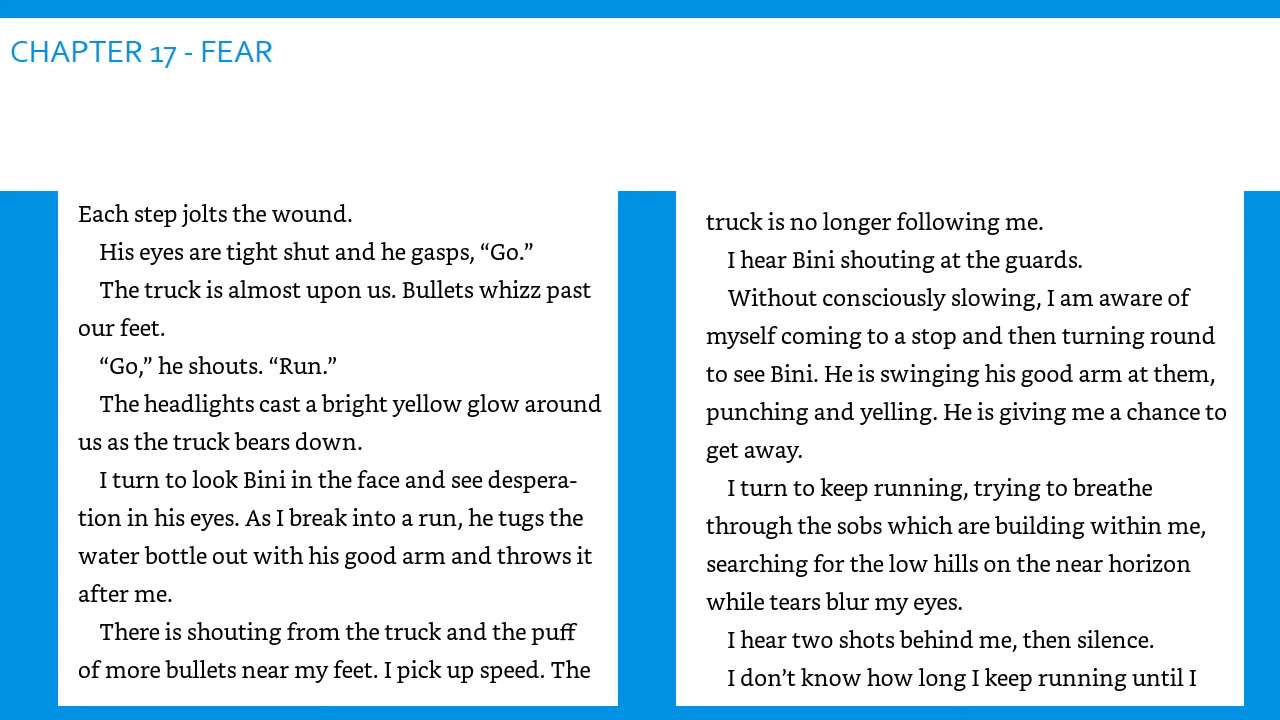 CHAPTER 17 - FEAR
Each step jolts the wound.
His eyes are tight shut and he gasps, “Go.”
The truck is almost upon us. Bullets whizz past
our feet.
“Go,” he shouts. “Run.”
The headlights cast a bright yellow glow around
us as the truck bears down.
I turn to look Bini in the face and see despera-
tion in his eyes. As I break into a run, he tugs the
water bottle out with his good arm and throws it
after me.
There is shouting from the truck and the puff
of more bullets near my feet. I pick up speed. The
truck is no longer following me.
I hear Bini shouting at the guards.
Without consciously slowing, I am aware of
myself coming to a stop and then turning round
to see Bini. He is swinging his good arm at them,
punching and yelling. He is giving me a chance to
get away.
I turn to keep running, trying to breathe
through the sobs which are building within me,
searching for the low hills on the near horizon
while tears blur my eyes.
I hear two shots behind me, then silence.
I don’t know how long I keep running until I